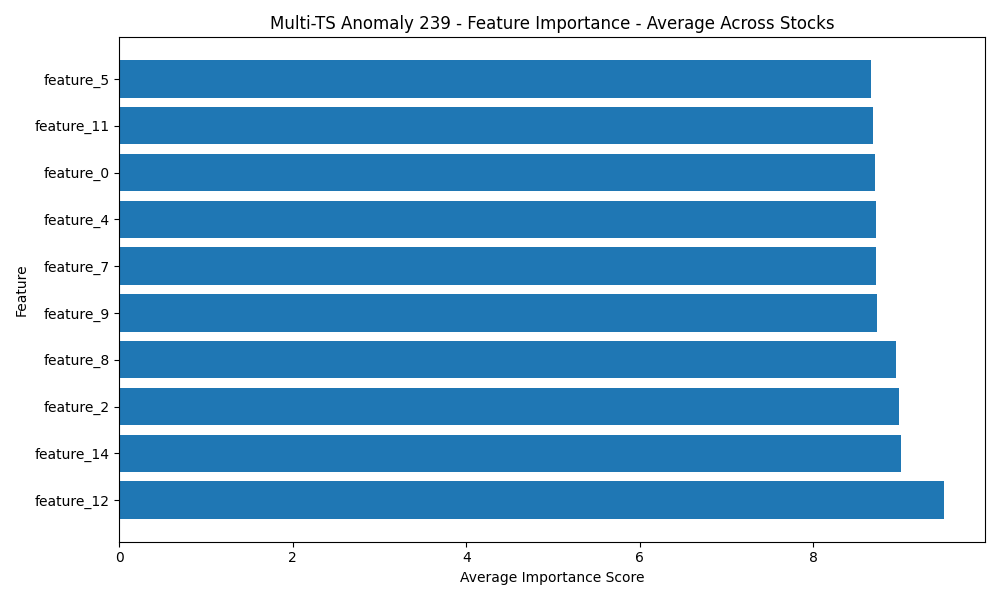 Multi-TS Anomaly 239 - Feature Importance - Average Across Stocks
Feature
feature_5
feature_11
feature_0
feature_4
feature_7
feature_9
feature_8
feature_2
feature_14
feature_12
0 2 4 6 8
Average Importance Score